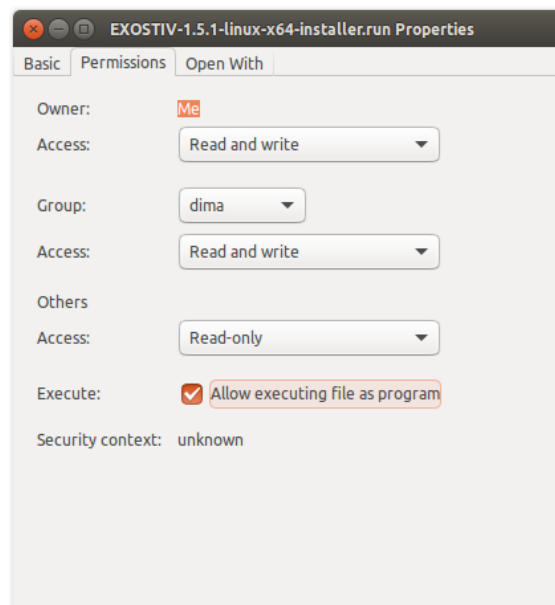 EXOSTIV-1.5.1-linux-x64-installer.run Properties
Basic Permissions Open With
Owner: Me
Access: Read and write
Group: dima
Access: Read and write
Others
Access: Read-only
Execute: Allow executing file as program
Security context: unknown